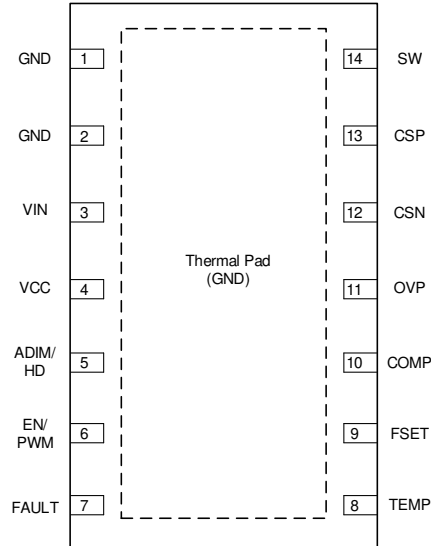 GND 1 14 SW
GND 2 13 CSP
VIN 3 12 CSN
Thermal Pad
(GND)
VCC 4 11 OVP
ADIM/
HD 5 10 COMP
EN/
PWM 6 9 FSET
FAULT 7 8 TEMP